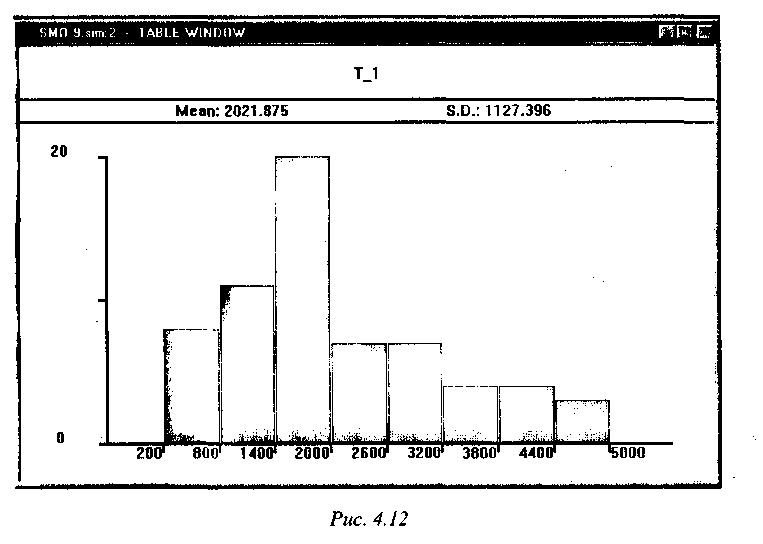 SMO 9.sim:2 - TABLE WINDOW
T_1
Mean: 2021.875 S.D.: 1127.396
20
0
200 800 1400 2000 2600 3200 3800 4400 5000
Рис. 4.12